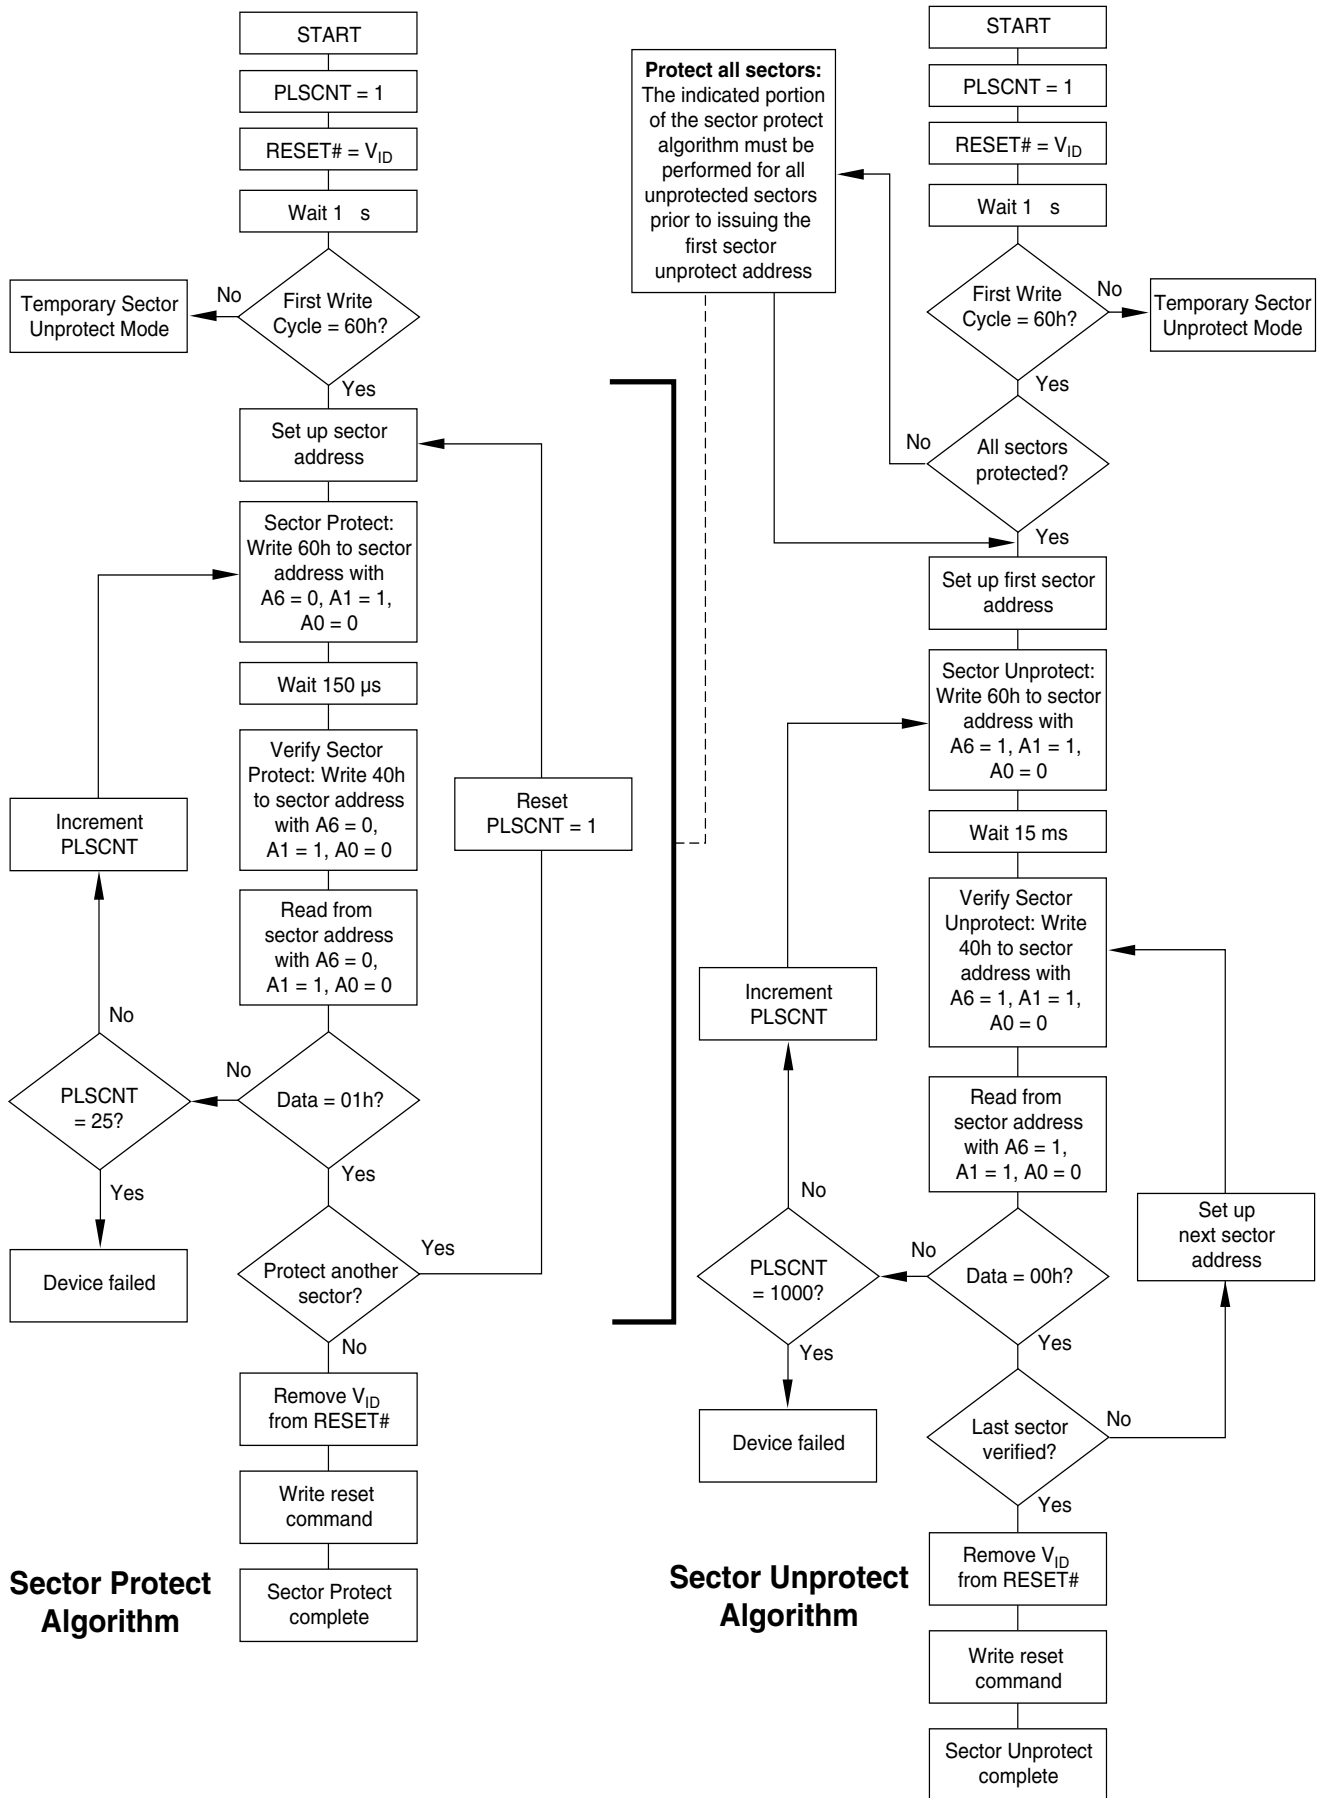 START
PLSCNT = 1
RESET# = VID
Wait 1   s
First Write
Cycle = 60h?
No
Temporary Sector
Unprotect Mode
Yes
Set up sector
address
Sector Protect:
Write 60h to sector
address with
A6 = 0, A1 = 1,
A0 = 0
Wait 150 µs
Verify Sector
Protect: Write 40h
to sector address
with A6 = 0,
A1 = 1, A0 = 0
Reset
PLSCNT = 1
Increment
PLSCNT
Read from
sector address
with A6 = 0,
A1 = 1, A0 = 0
No
PLSCNT
= 25?
No
Data = 01h?
Yes
Yes
Device failed
Protect another
sector?
Yes
No
Remove VID
from RESET#
Write reset
command
Sector Protect
complete
Sector Protect
Algorithm
Protect all sectors:
The indicated portion
of the sector protect
algorithm must be
performed for all
unprotected sectors
prior to issuing the
first sector
unprotect address
START
PLSCNT = 1
RESET# = VID
Wait 1   s
First Write
Cycle = 60h?
No
Temporary Sector
Unprotect Mode
Yes
No
All sectors
protected?
Yes
Set up first sector
address
Sector Unprotect:
Write 60h to sector
address with
A6 = 1, A1 = 1,
A0 = 0
Wait 15 ms
Verify Sector
Unprotect: Write
40h to sector
address with
A6 = 1, A1 = 1,
A0 = 0
Increment
PLSCNT
Read from
sector address
with A6 = 1,
A1 = 1, A0 = 0
No
Set up
next sector
address
PLSCNT
= 1000?
No
Data = 00h?
Yes
Yes
Device failed
Last sector
verified?
No
Yes
Remove VID
from RESET#
Write reset
command
Sector Unprotect
complete
Sector Unprotect
Algorithm